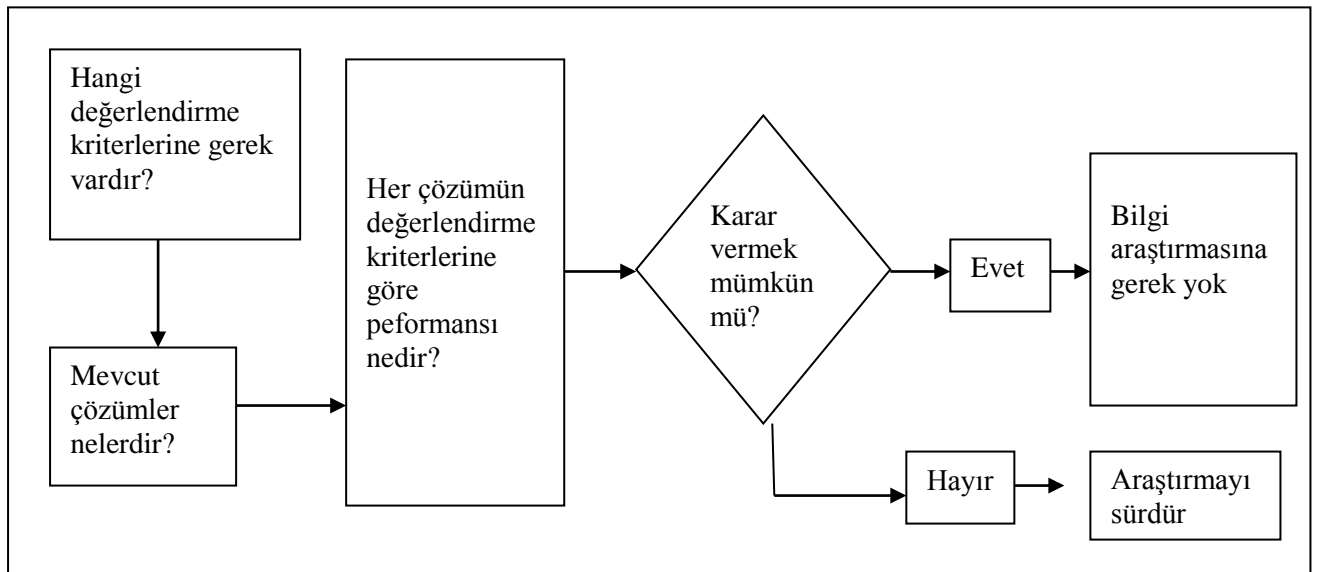 Hangi
değerlendirme
kriterlerine gerek
vardır?
Mevcut
çözümler
nelerdir?
Her çözümün
değerlendirme
kriterlerine
göre
peformansı
nedir?
Karar
vermek
mümkün
mü?
Evet
Bilgi
araştırmasına
gerek yok
Hayır
Araştırmayı
sürdür